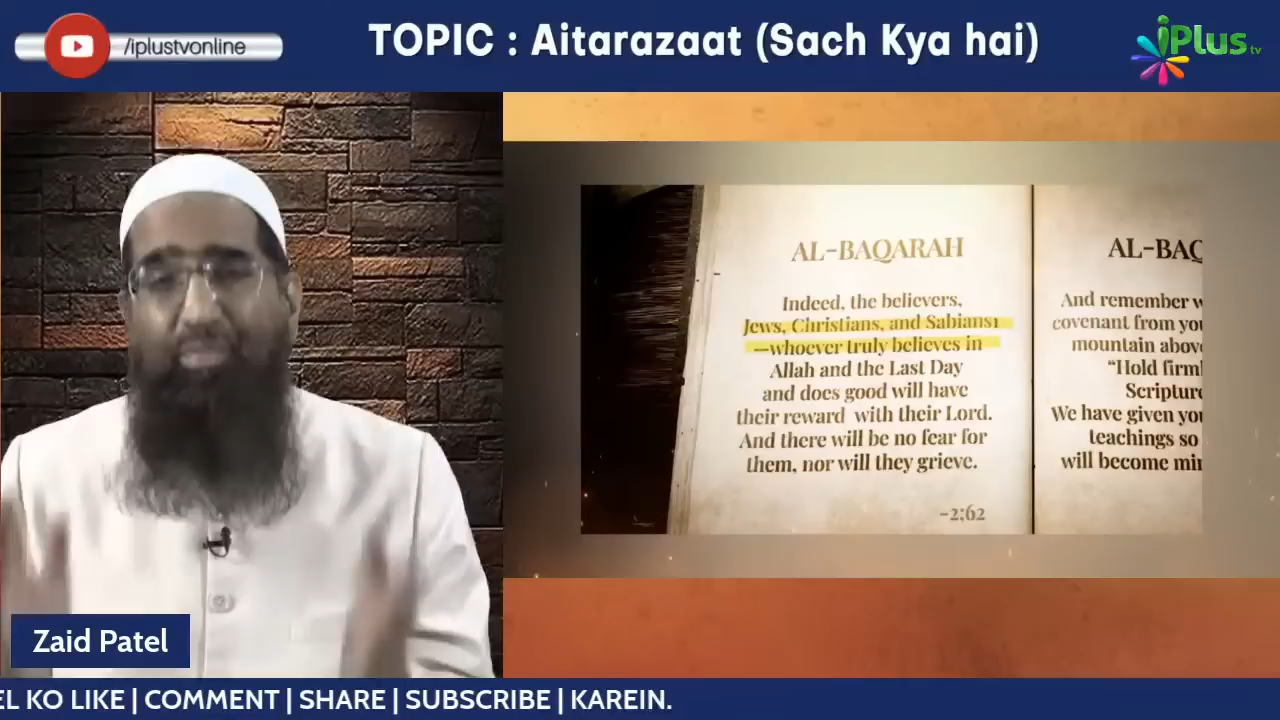 /iplustvonline
TOPIC : Aitarazaat (Sach Kya hai)
iPlus tv
AL-BAQARAH
Indeed, the believers,
Jews, Christians, and Sabians1
—whoever truly believes in
Allah and the Last Day
and does good will have
their reward with their Lord.
And there will be no fear for
them, nor will they grieve.
-2:62
AL-BAQ
And remember w
covenant from you
mountain above
"Hold firml
Scripture
We have given you
teachings so
will become min
Zaid Patel
EL KO LIKE | COMMENT | SHARE | SUBSCRIBE | KAREIN.